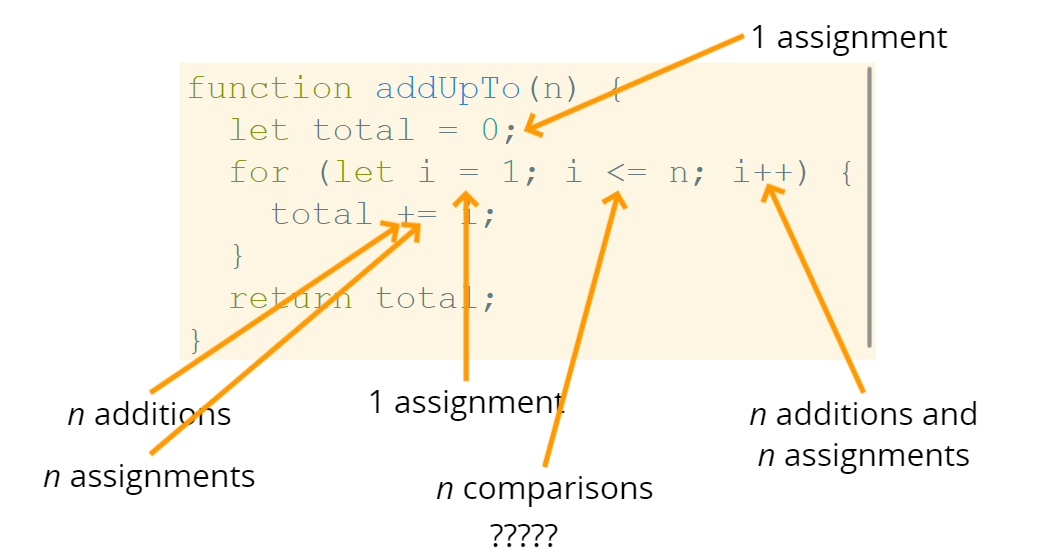 1 assignment
function addUpTo(n) {
let total = 0;
for (let i = 1; i <= n; i++) {
total += i;
}
return total;
}
n additions
n assignments
1 assignment
n comparisons
?????
n additions and
n assignments